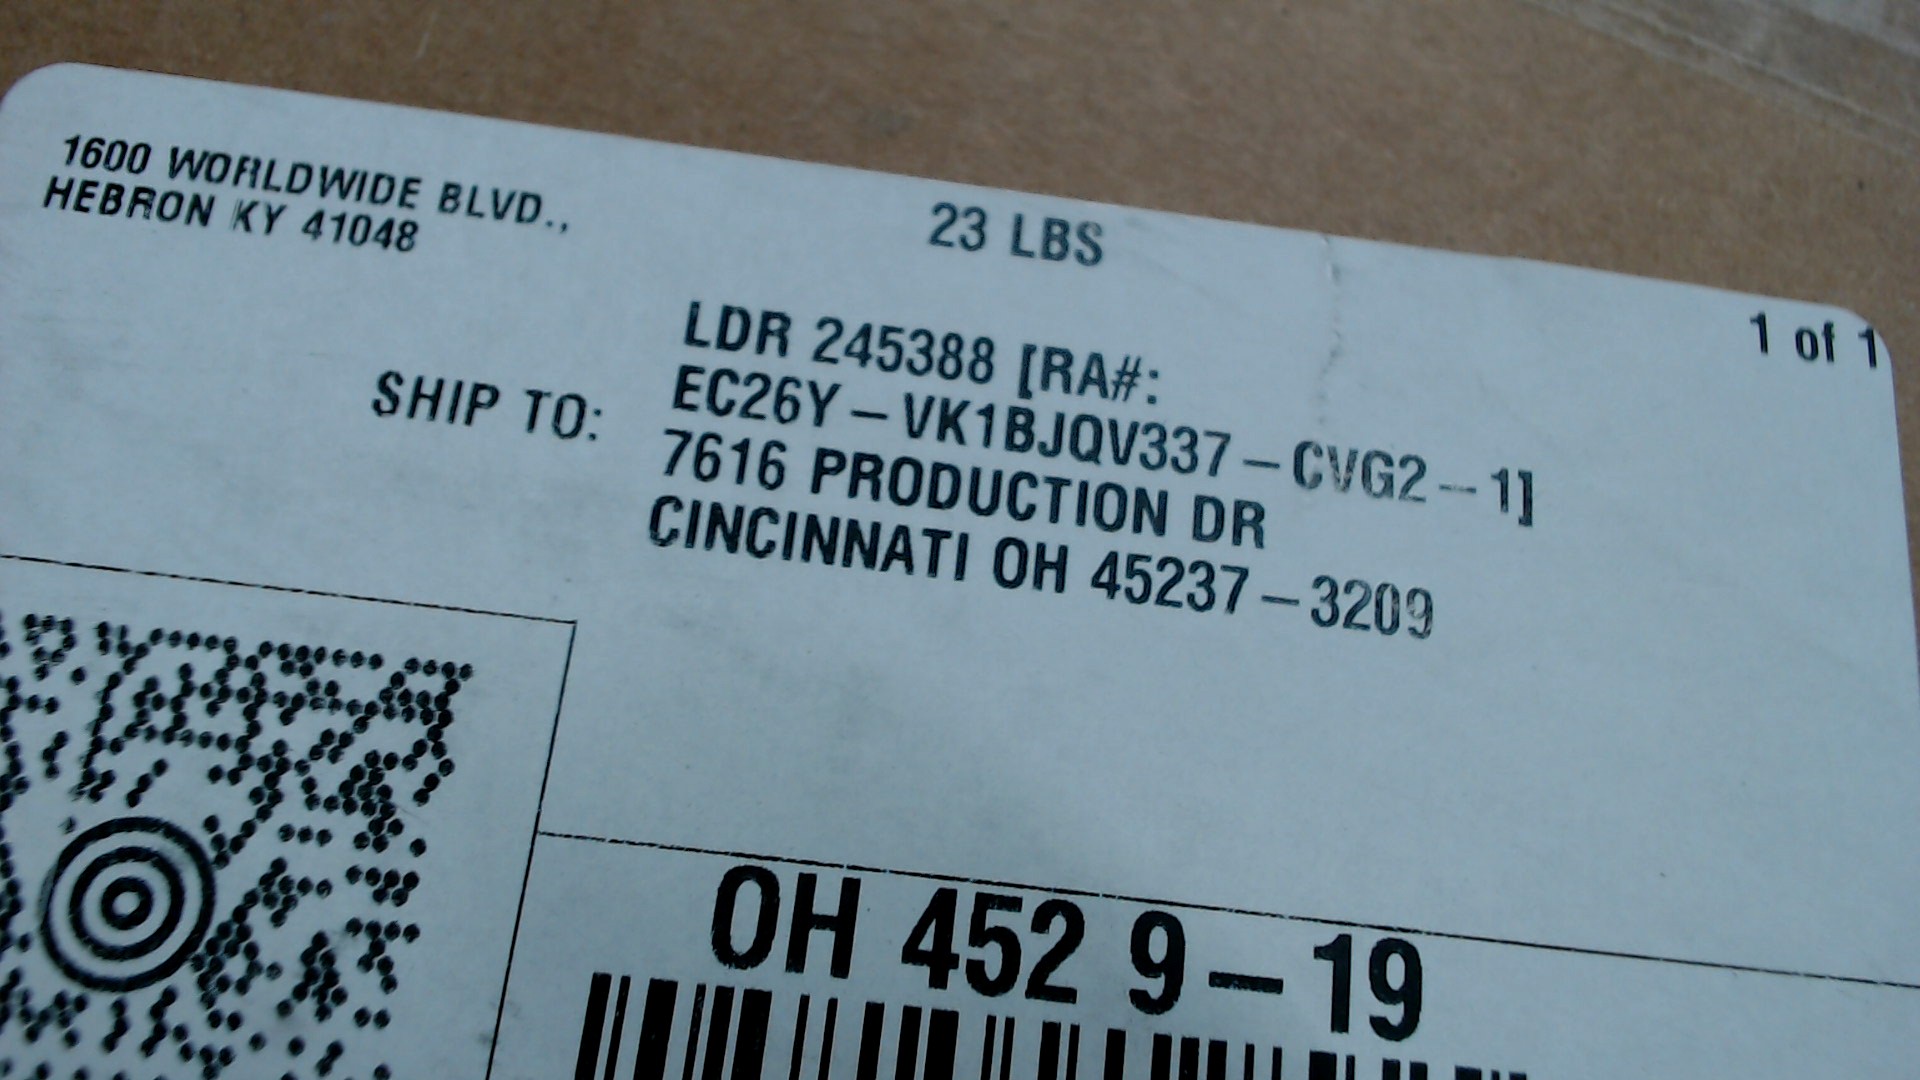 1600 WORLDWIDE BLVD.,
HEBRON KY 41048
23 LBS
1 of 1
SHIP TO:
LDR 245388 [RA#:
EC26Y-VK1BJQV337-CVG2-1]
7616 PRODUCTION DR
CINCINNATI OH 45237-3209
OH 452 9-19